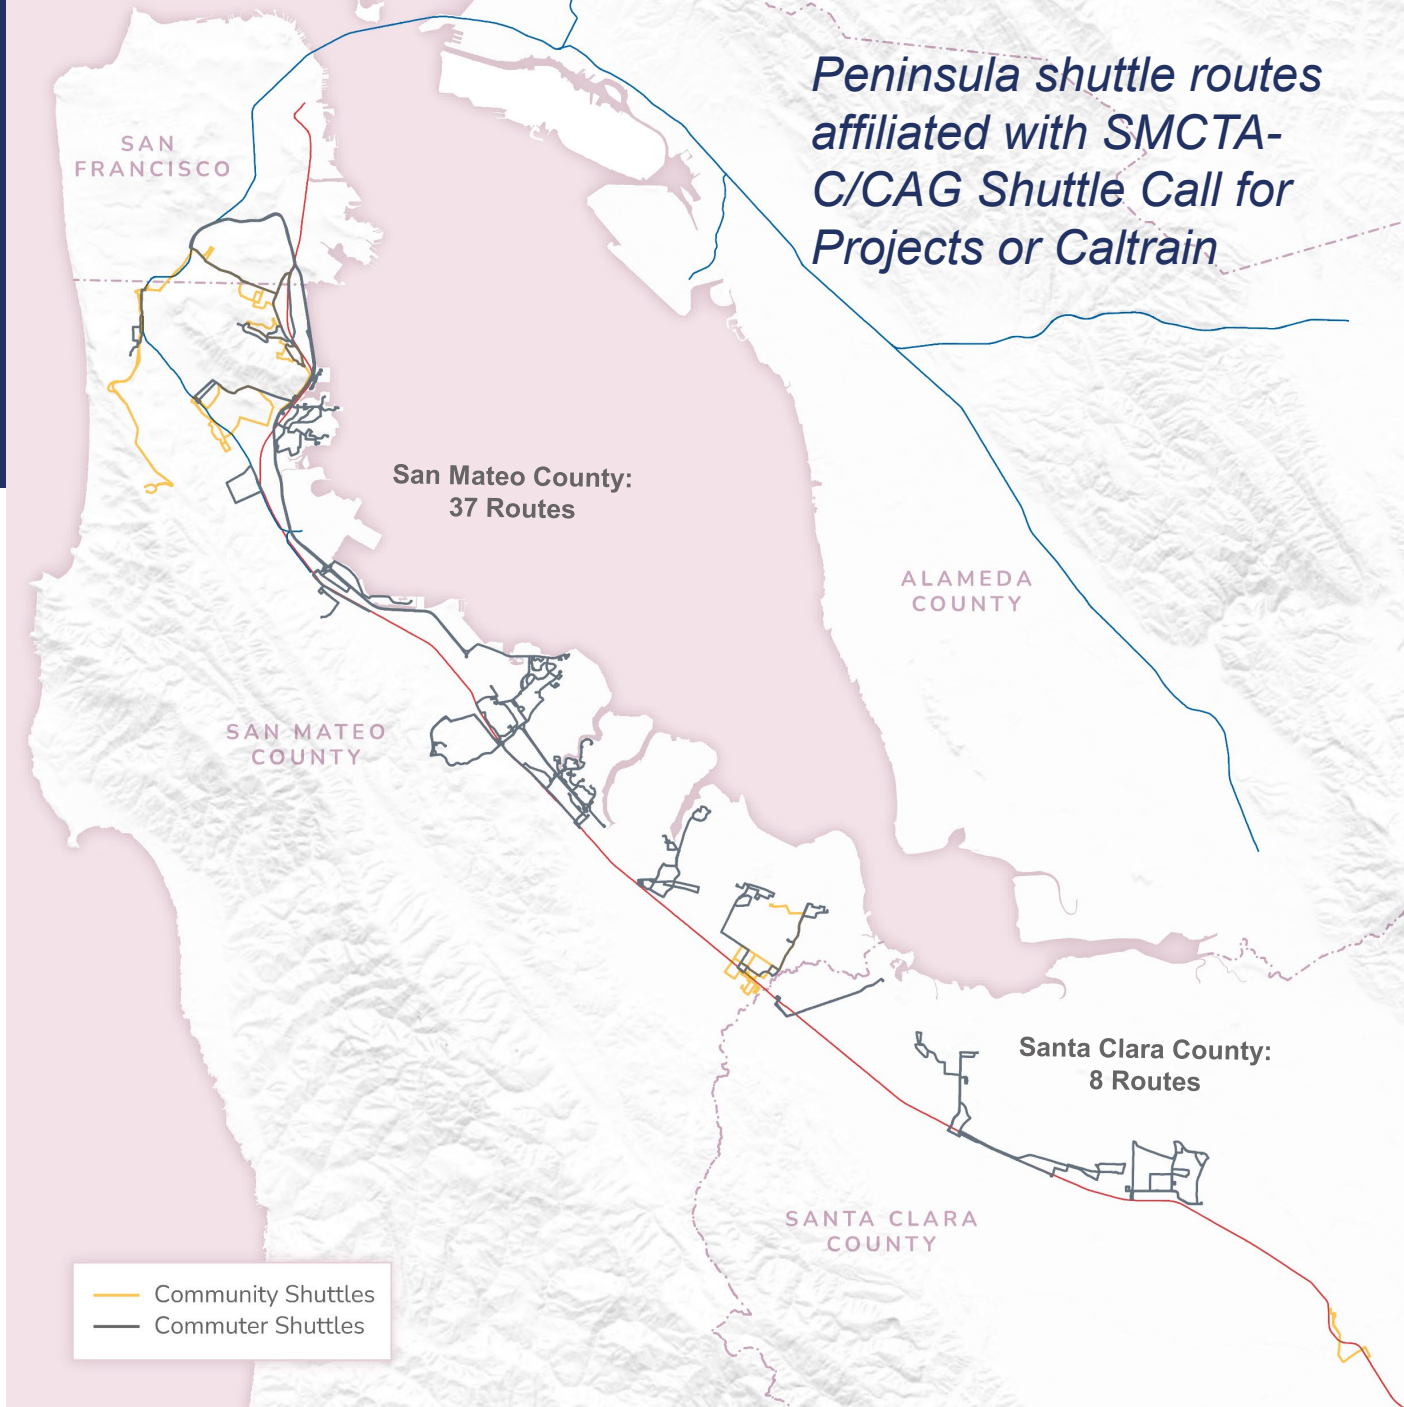 Peninsula shuttle routes
affiliated with SMCTA-
C/CAG Shuttle Call for
Projects or Caltrain
SAN
FRANCISCO
San Mateo County:
37 Routes
ALAMEDA
COUNTY
SAN MATEO
COUNTY
Santa Clara County:
8 Routes
SANTA CLARA
COUNTY
Community Shuttles
Commuter Shuttles